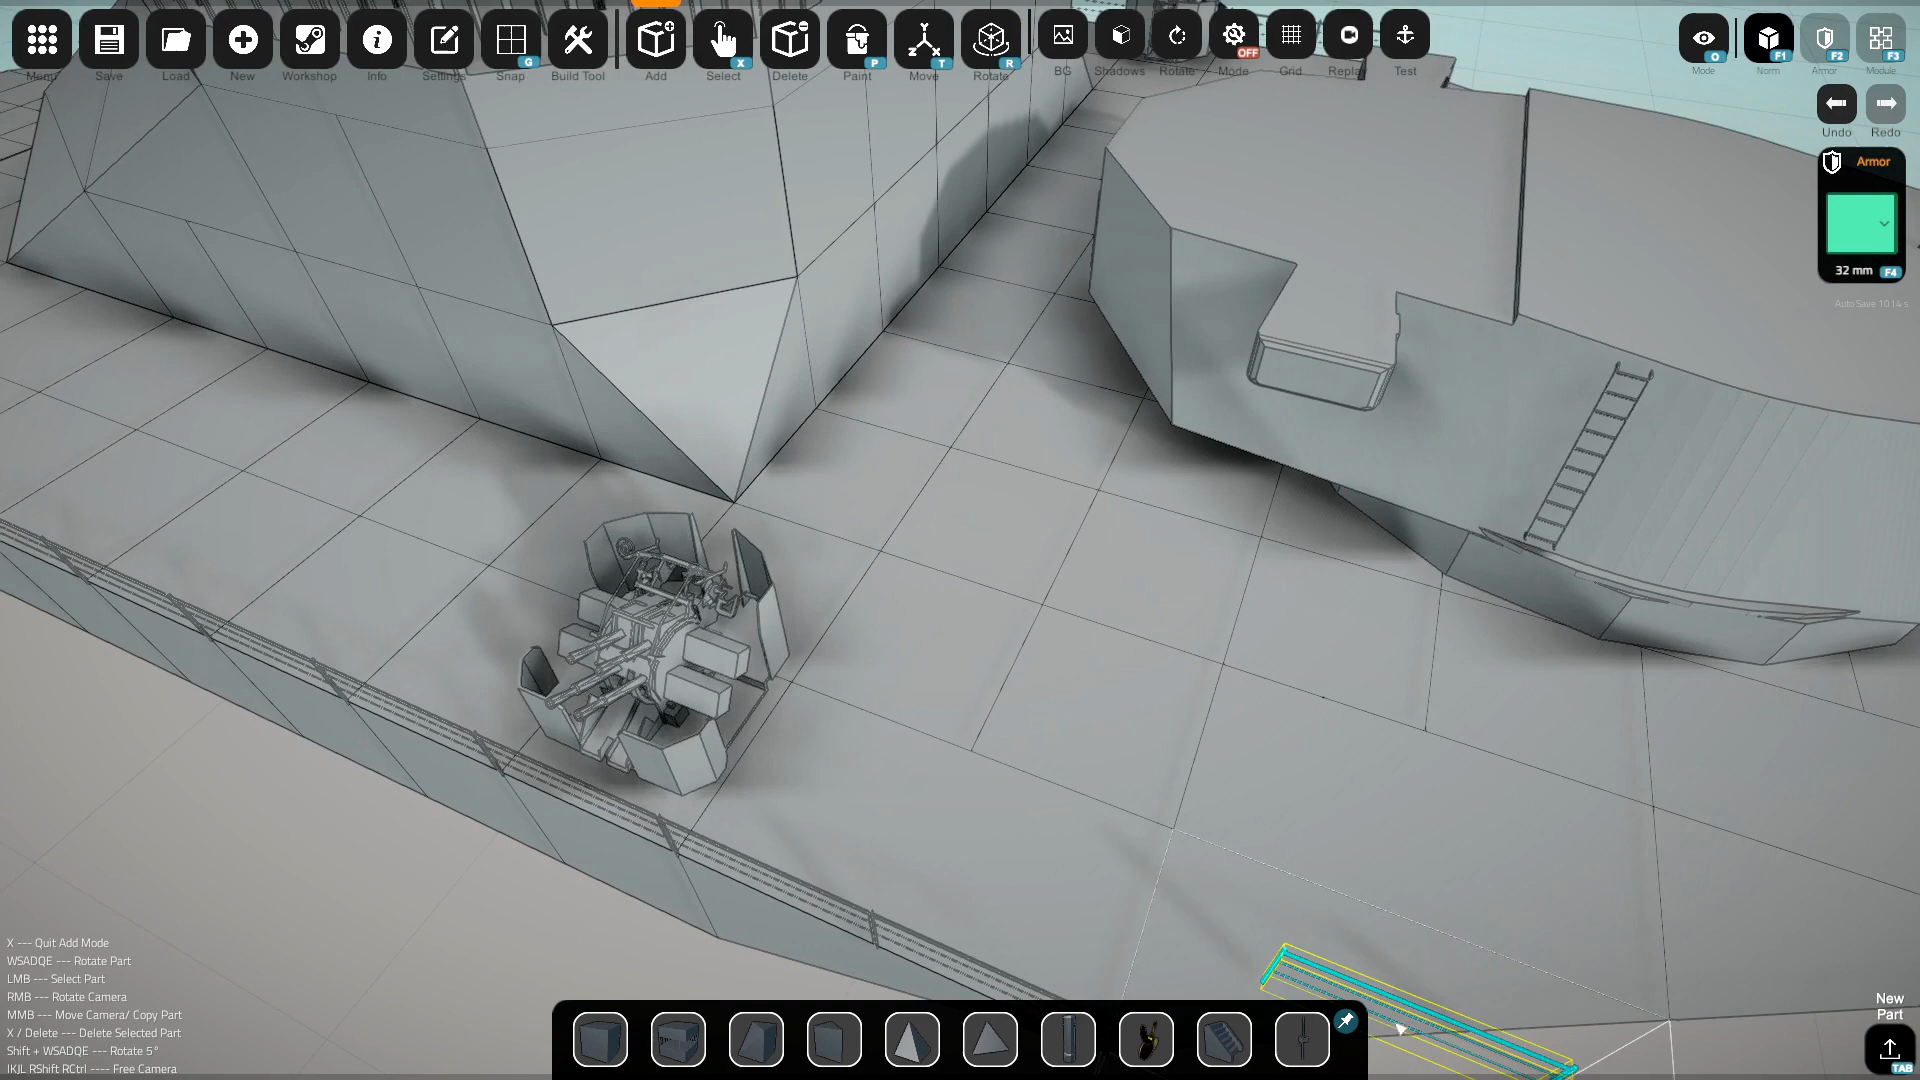 Menu
Save
Load
New
Workshop
Info
Settings
G
Snap
Build Tool
Add
X
Select
Delete
P
Paint
T
Move
R
Rotate
BG
Shadows
Rotate
OFF
Mode
Grid
Replay
Test
O
Mode
F1
Norm
F2
Armor
F3
Module
Undo
Redo
Armor
32 mm
F4
Auto Save 10.14 s
X --- Quit Add Mode
WSADQE --- Rotate Part
LMB --- Select Part
RMB --- Rotate Camera
MMB --- Move Camera/ Copy Part
X / Delete --- Delete Selected Part
Shift + WSADQE --- Rotate 5°
IKJL RShift RCtrl ---- Free Camera
New
Part
TAB